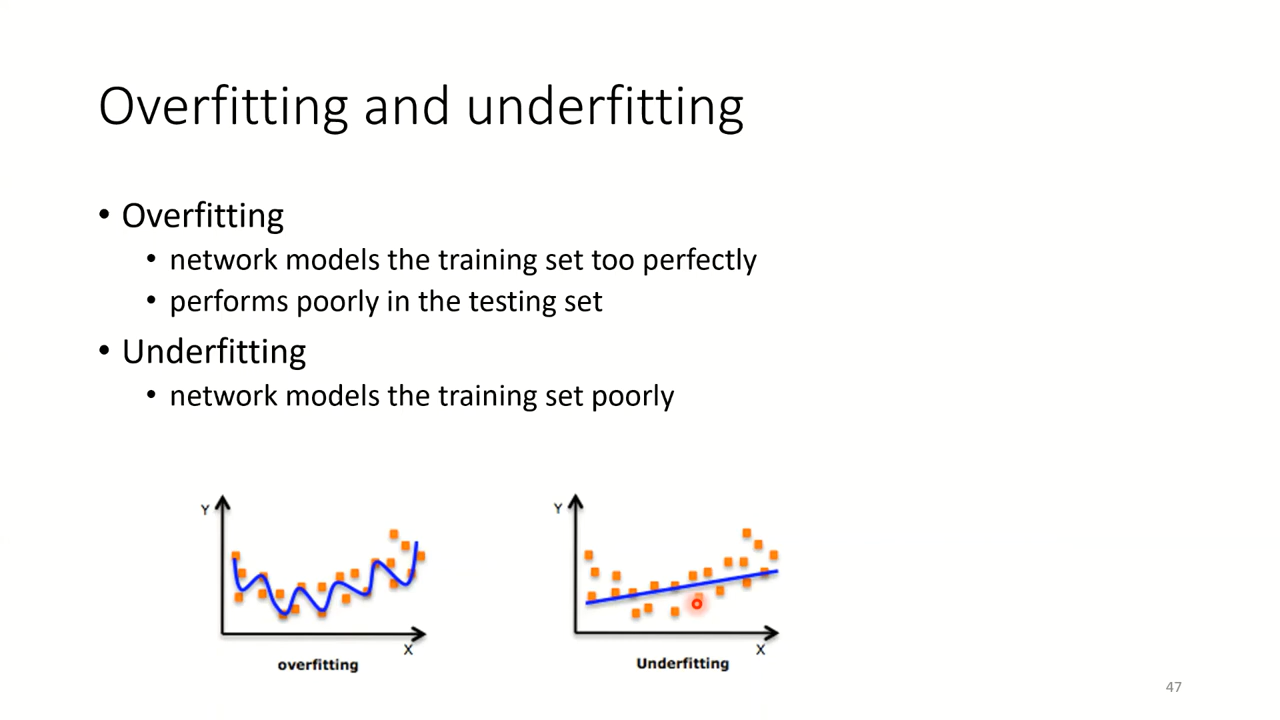 Overfitting and underfitting
• Overfitting
• network models the training set too perfectly
• performs poorly in the testing set
• Underfitting
• network models the training set poorly
Y
X
overfitting
Y
X
Underfitting
47